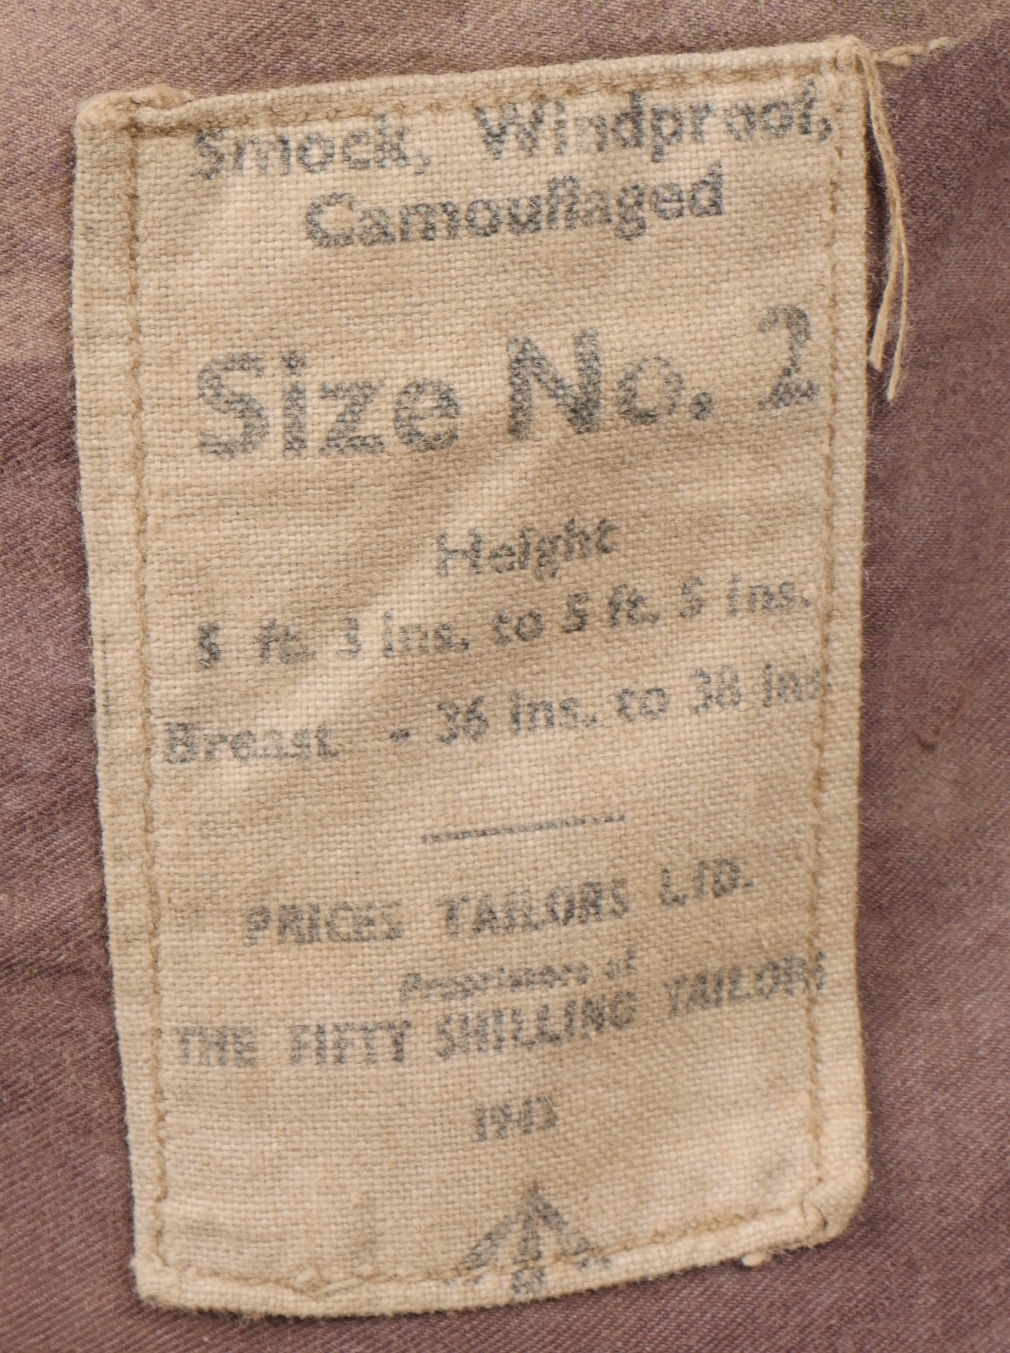 Smock, Windproof,
Camouflaged
Size No. 2
Height
5 ft. 3 ins. to 5 ft. 5 ins.
Breast - 36 ins. to 38 ins
PRICES TAILORS LTD.
Proprietors of
THE FIFTY SHILLING TAILORS
1943